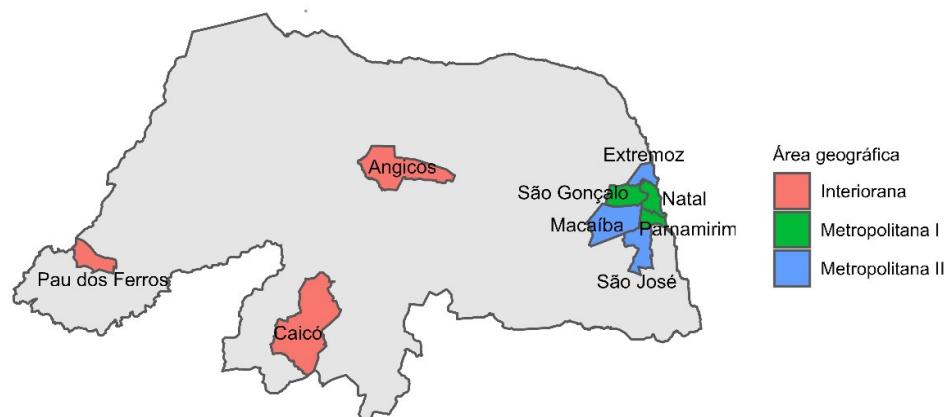 Extremoz
Área geográfica
Angicos
São Gonçalo
Natal
Interiorana
Macaíba
Parnamirim
Metropolitana I
Pau dos Ferros
São José
Metropolitana II
Caicó